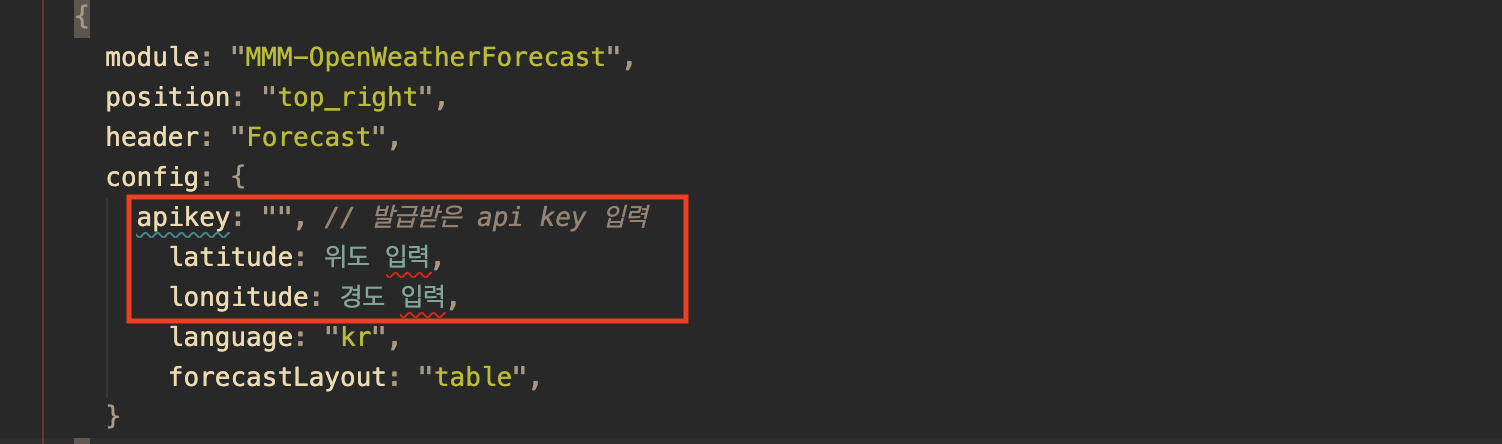 {
module: "MMM-OpenWeatherForecast",
position: "top_right",
header: "Forecast",
config: {
apikey: "", // 발급받은 api key 입력
latitude: 위도 입력,
longitude: 경도 입력,
language: "kr",
forecastLayout: "table",
}